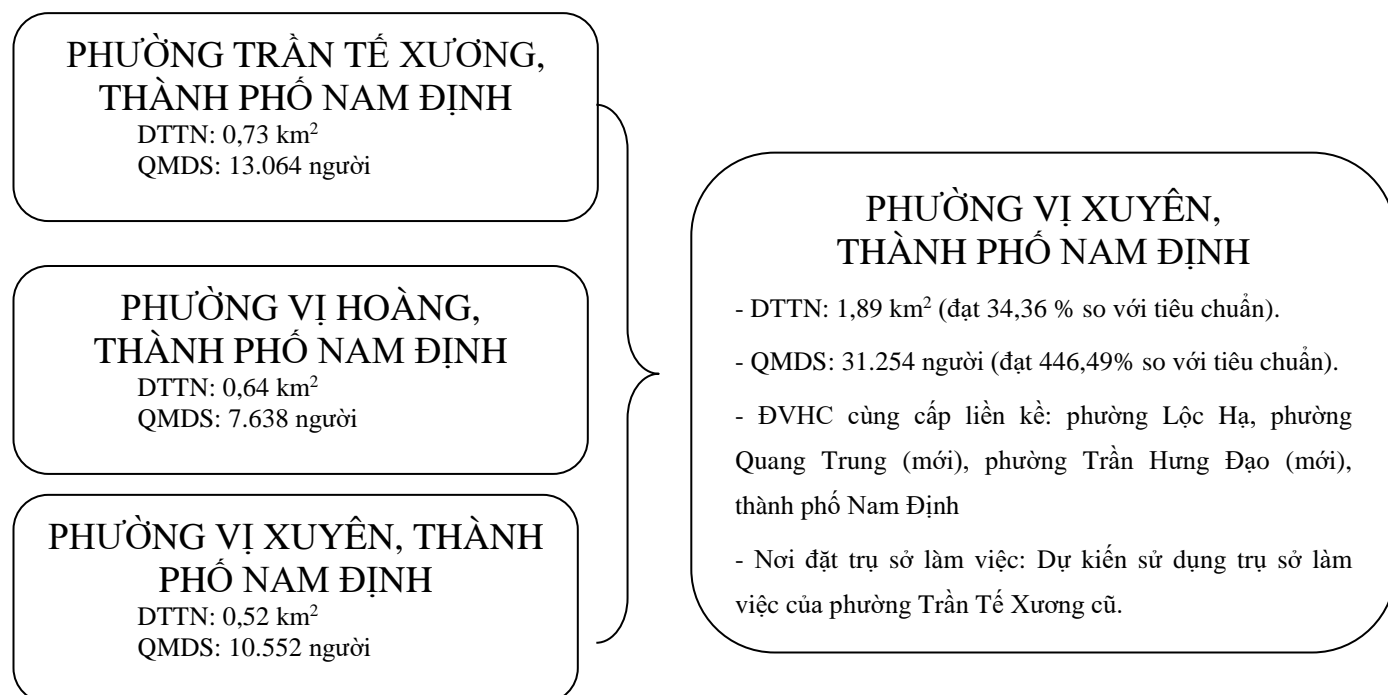 PHƯỜNG TRẦN TẾ XƯƠNG,
THÀNH PHỐ NAM ĐỊNH
DTTN: 0,73 km²
QMDS: 13.064 người
PHƯỜNG VỊ HOÀNG,
THÀNH PHỐ NAM ĐỊNH
DTTN: 0,64 km²
QMDS: 7.638 người
PHƯỜNG VỊ XUYÊN, THÀNH
PHỐ NAM ĐỊNH
DTTN: 0,52 km²
QMDS: 10.552 người
PHƯỜNG VỊ XUYÊN,
THÀNH PHỐ NAM ĐỊNH
- DTTN: 1,89 km² (đạt 34,36 % so với tiêu chuẩn).
- QMDS: 31.254 người (đạt 446,49% so với tiêu chuẩn).
- ĐVHC cùng cấp liền kề: phường Lộc Hạ, phường
Quang Trung (mới), phường Trần Hưng Đạo (mới),
thành phố Nam Định
- Nơi đặt trụ sở làm việc: Dự kiến sử dụng trụ sở làm
việc của phường Trần Tế Xương cũ.